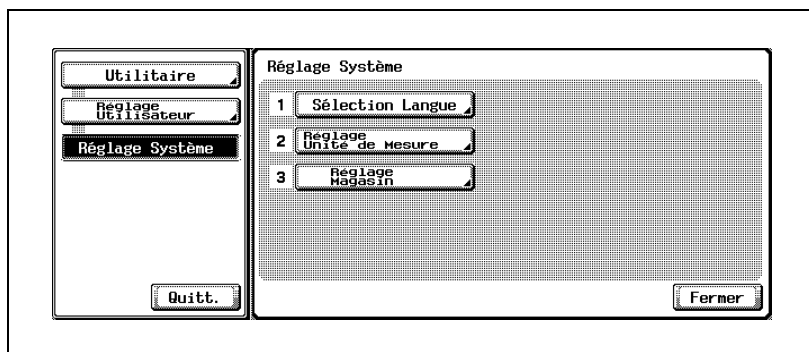 Utilitaire
Réglage
Utilisateur
Réglage Système
Quitt.
Réglage Système
1 Sélection Langue
2 Réglage
Unité de Mesure
3 Réglage
Magasin
Fermer